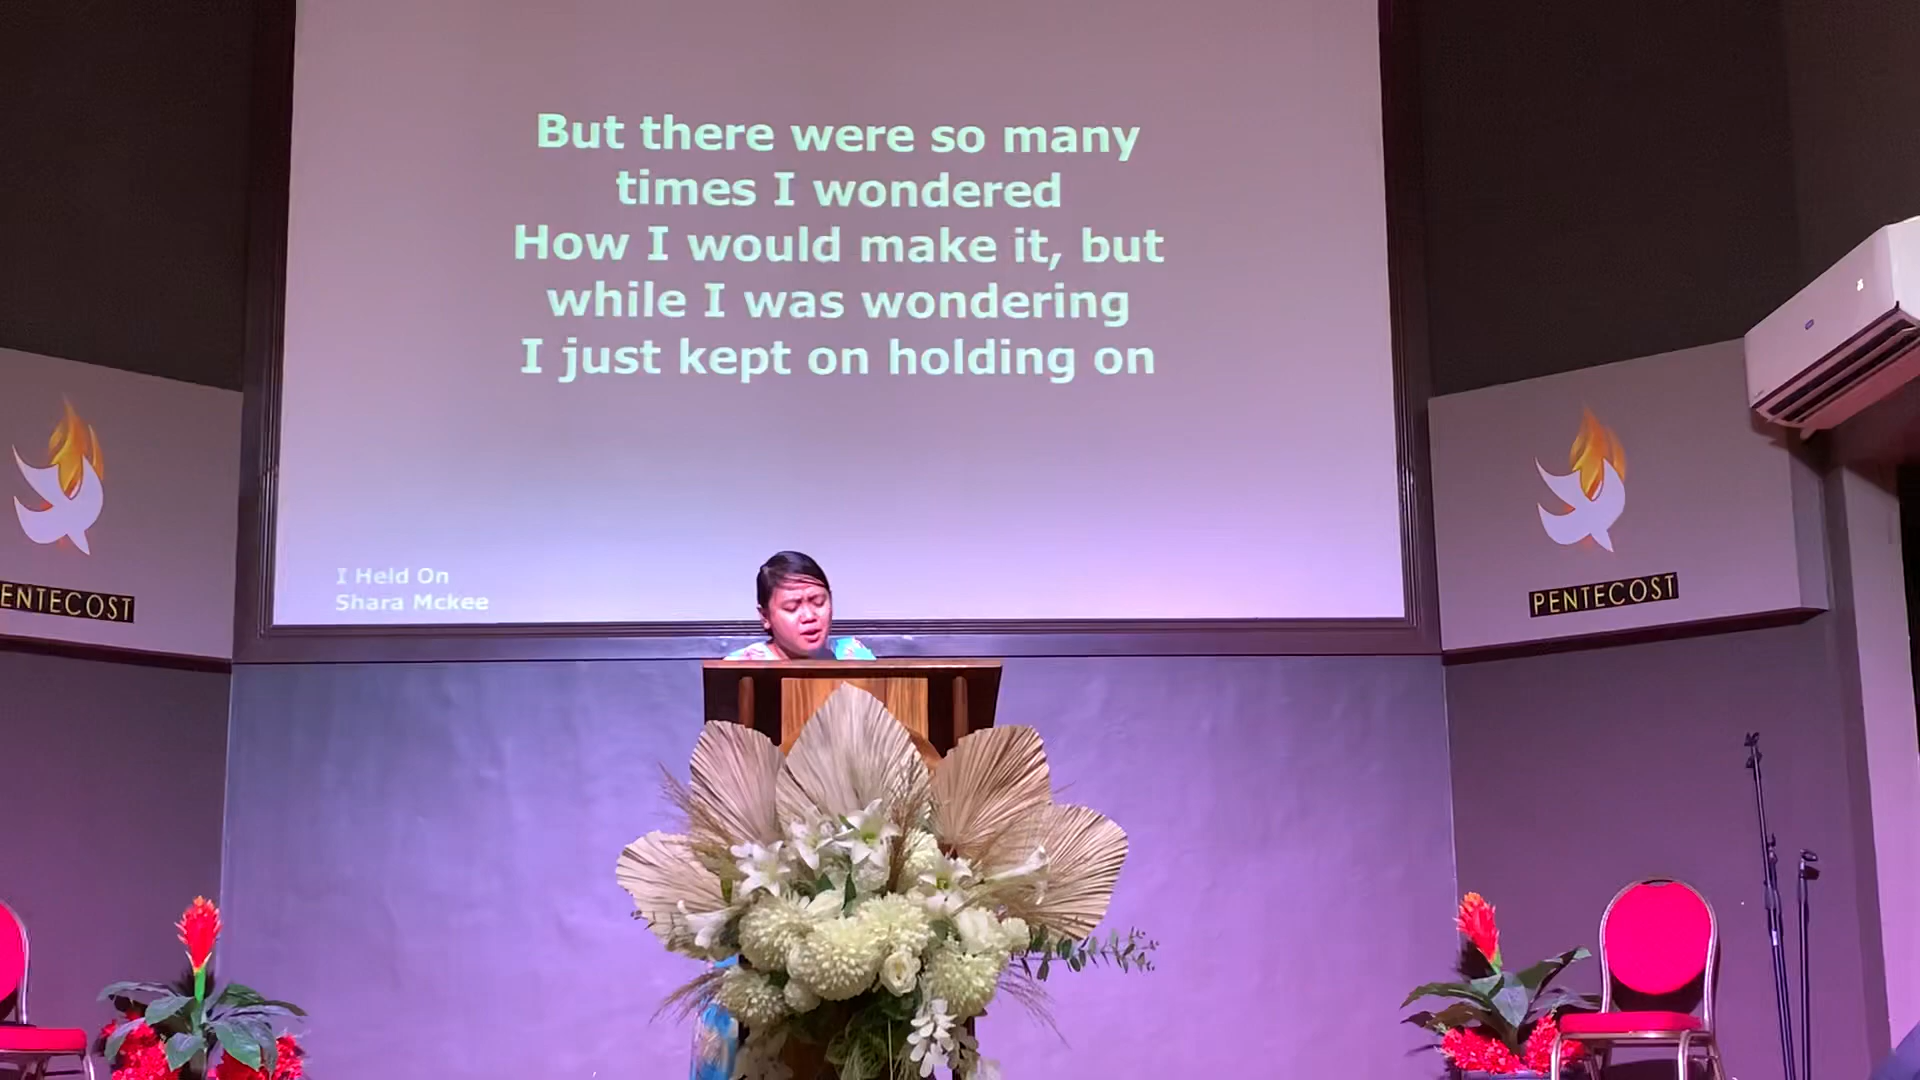 But there were so many
times I wondered
How I would make it, but
while I was wondering
I just kept on holding on
I Held On
Shara Mckee
ENTECOST
PENTECOST